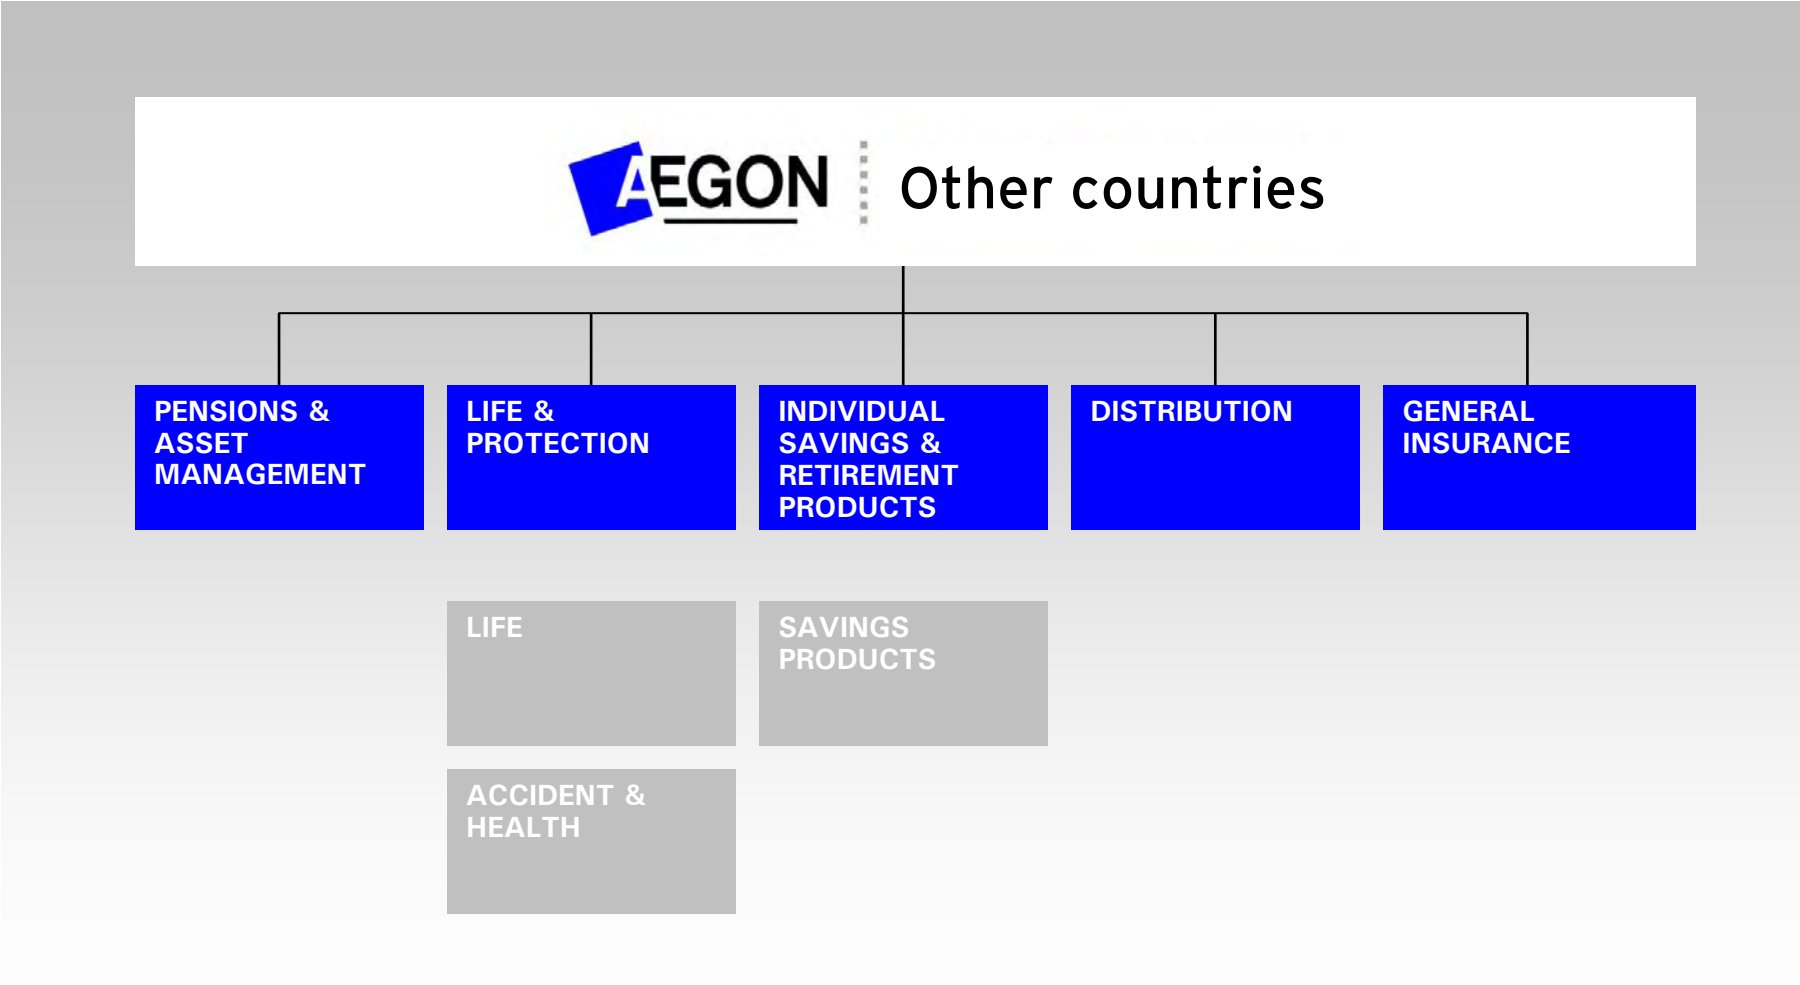 AEGON
Other countries
PENSIONS &
ASSET
MANAGEMENT
LIFE &
PROTECTION
INDIVIDUAL
SAVINGS &
RETIREMENT
PRODUCTS
DISTRIBUTION
GENERAL
INSURANCE
LIFE
SAVINGS
PRODUCTS
ACCIDENT &
HEALTH